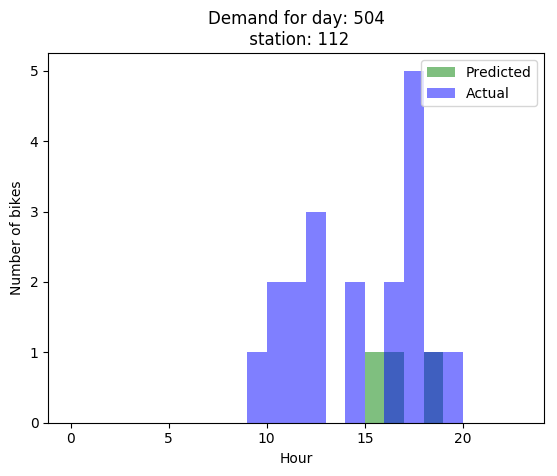 Demand for day: 504
station: 112
Predicted
Actual
Number of bikes
5
4
3
2
1
0
0 5 10 15 20
Hour